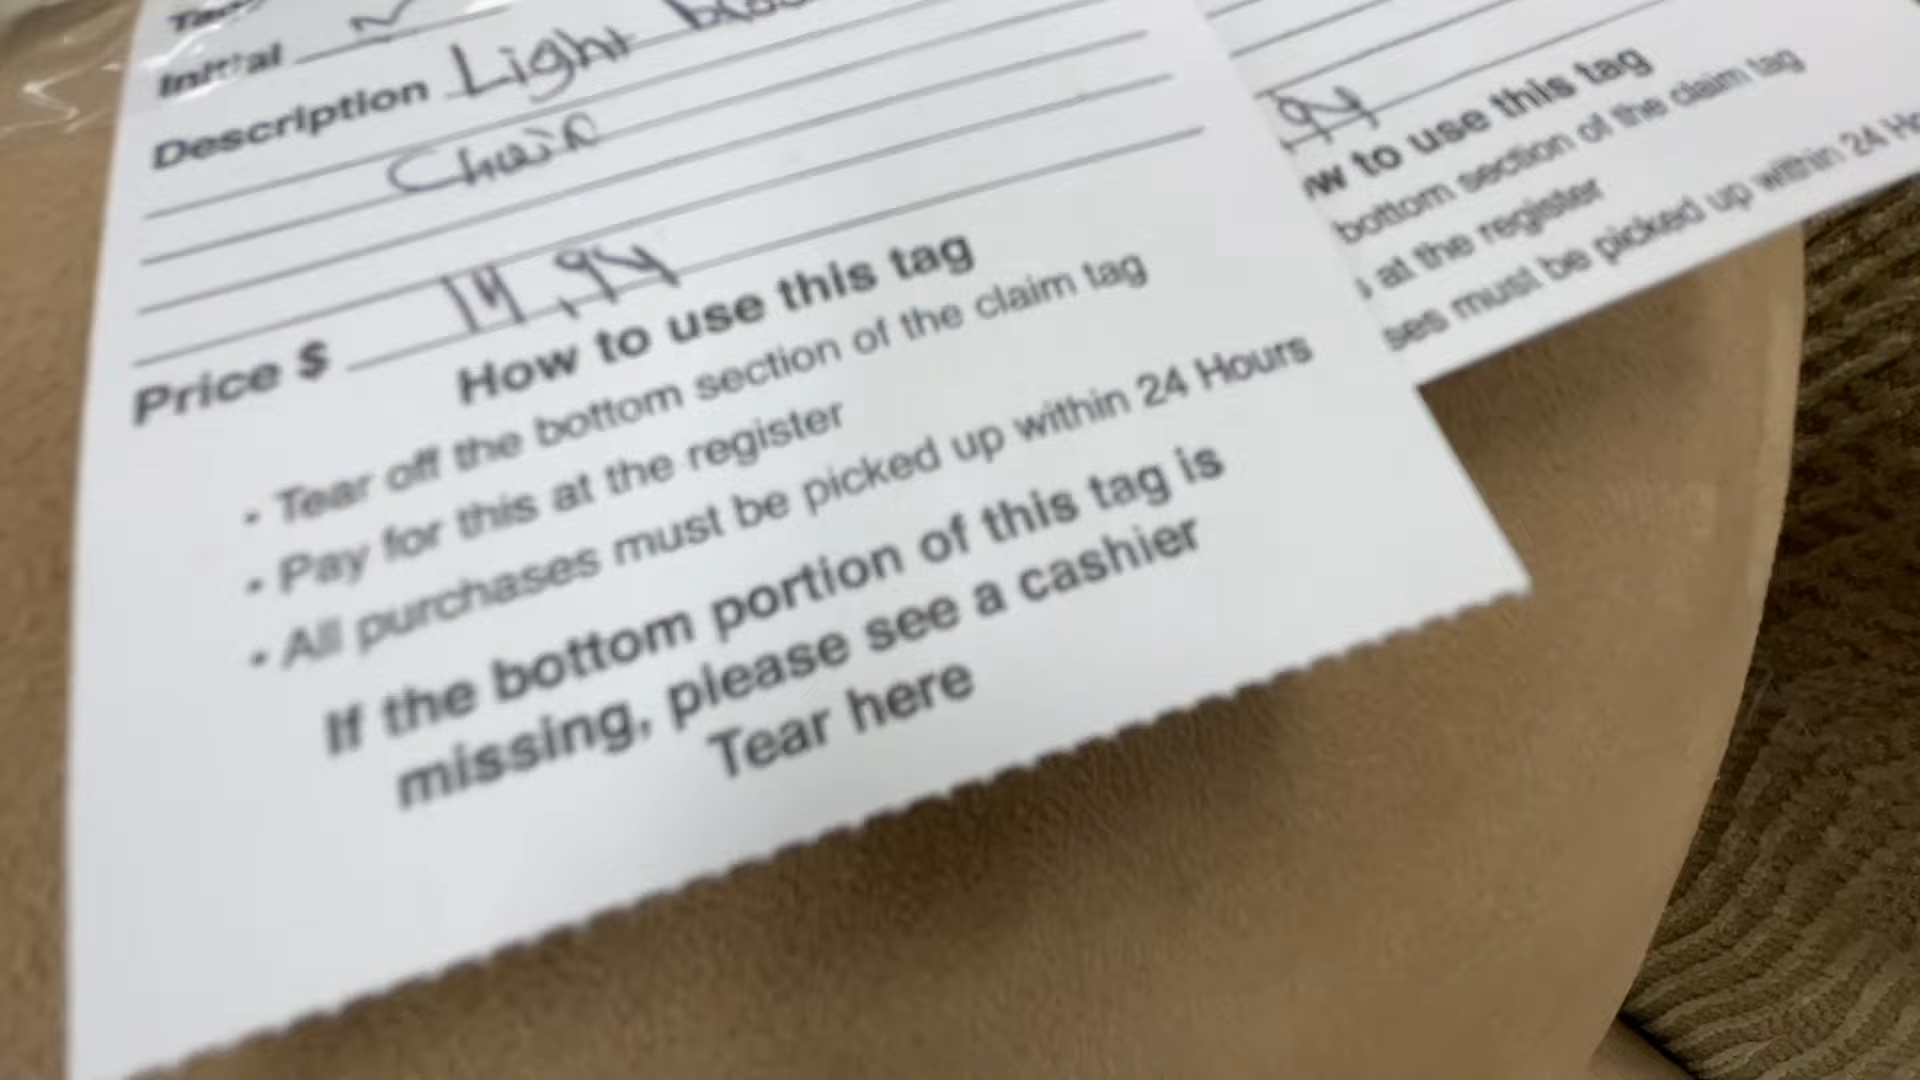 Initial
Description Light
Chair
Price $ 14.94
How to use this tag
• Tear off the bottom section of the claim tag
• Pay for this at the register
• All purchases must be picked up within 24 Hours
If the bottom portion of this tag is
missing, please see a cashier
Tear here
94
to use this tag
bottom section of the claim tag
at the register
must be picked up within 24